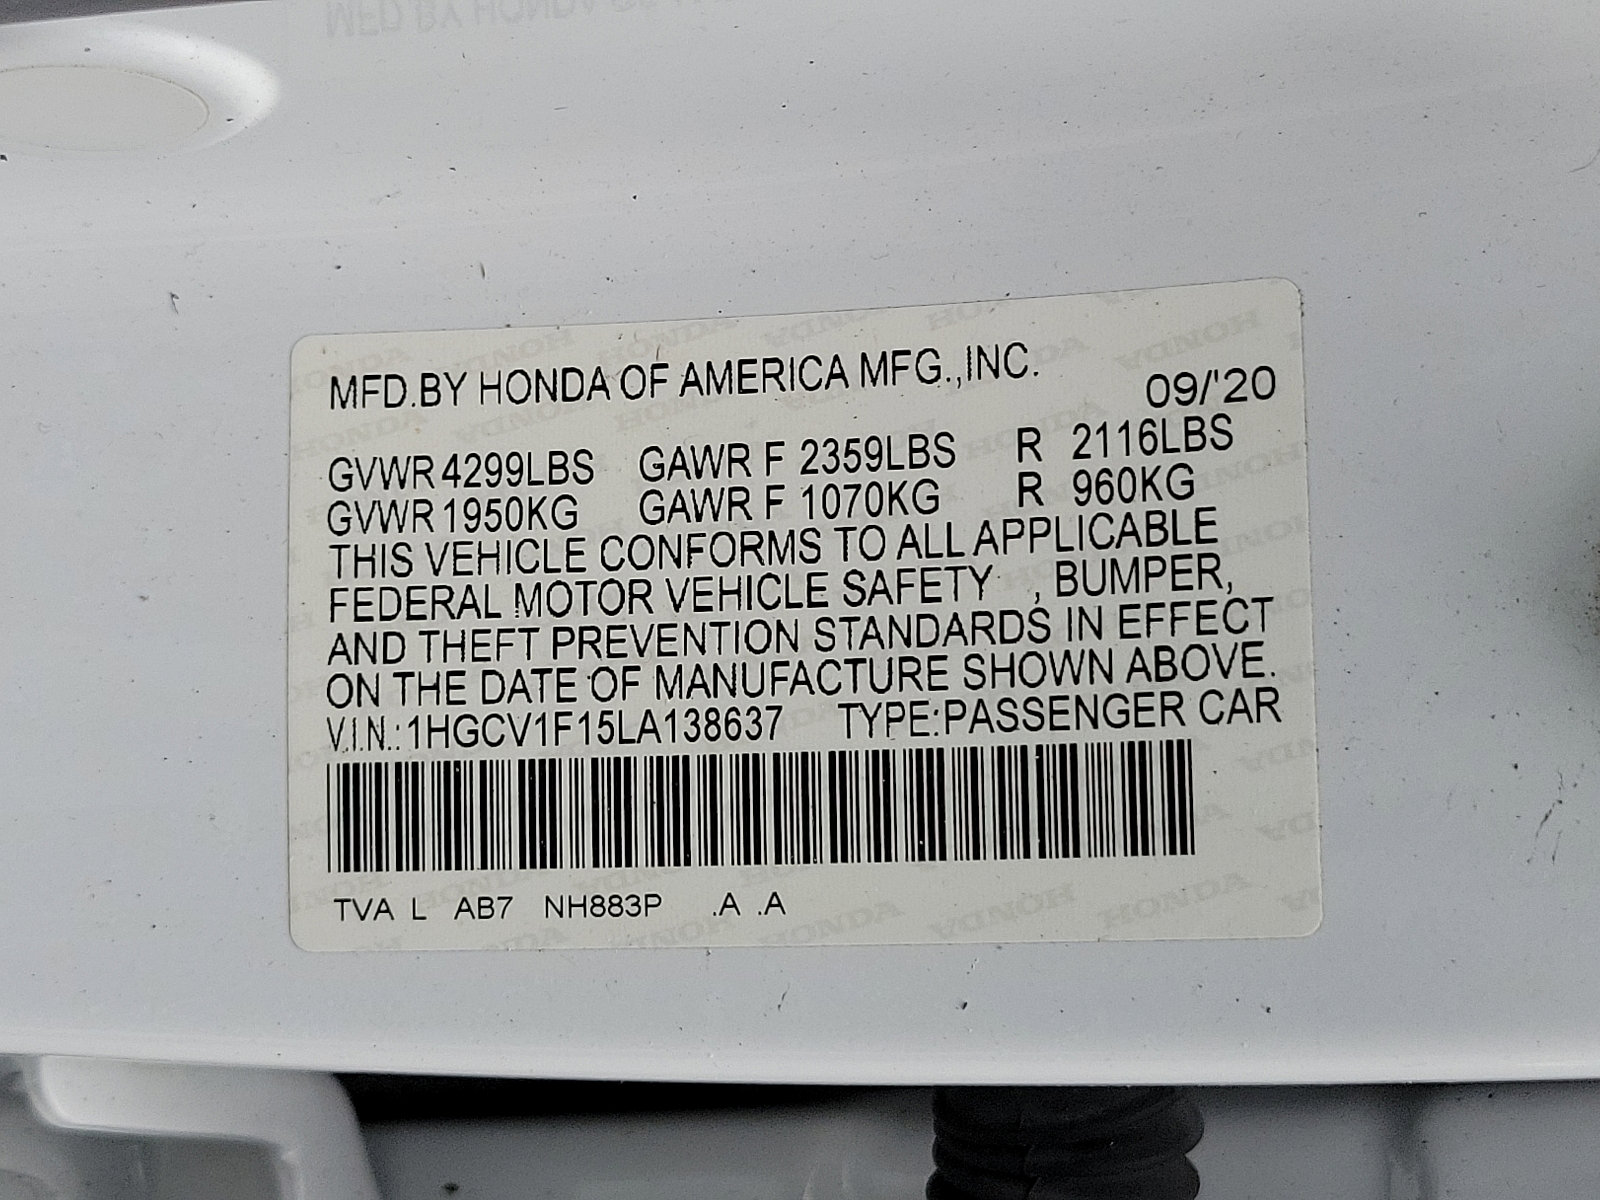 MFD.BY HONDA OF AMERICA MFG.,INC.
09/'20
GVWR 4299LBS GAWR F 2359LBS R 2116LBS
GVWR 1950KG GAWR F 1070KG R 960KG
THIS VEHICLE CONFORMS TO ALL APPLICABLE
FEDERAL MOTOR VEHICLE SAFETY , BUMPER,
AND THEFT PREVENTION STANDARDS IN EFFECT
ON THE DATE OF MANUFACTURE SHOWN ABOVE.
V.I.N.:1HGCV1F15LA138637 TYPE:PASSENGER CAR
TVA L AB7 NH883P .A .A